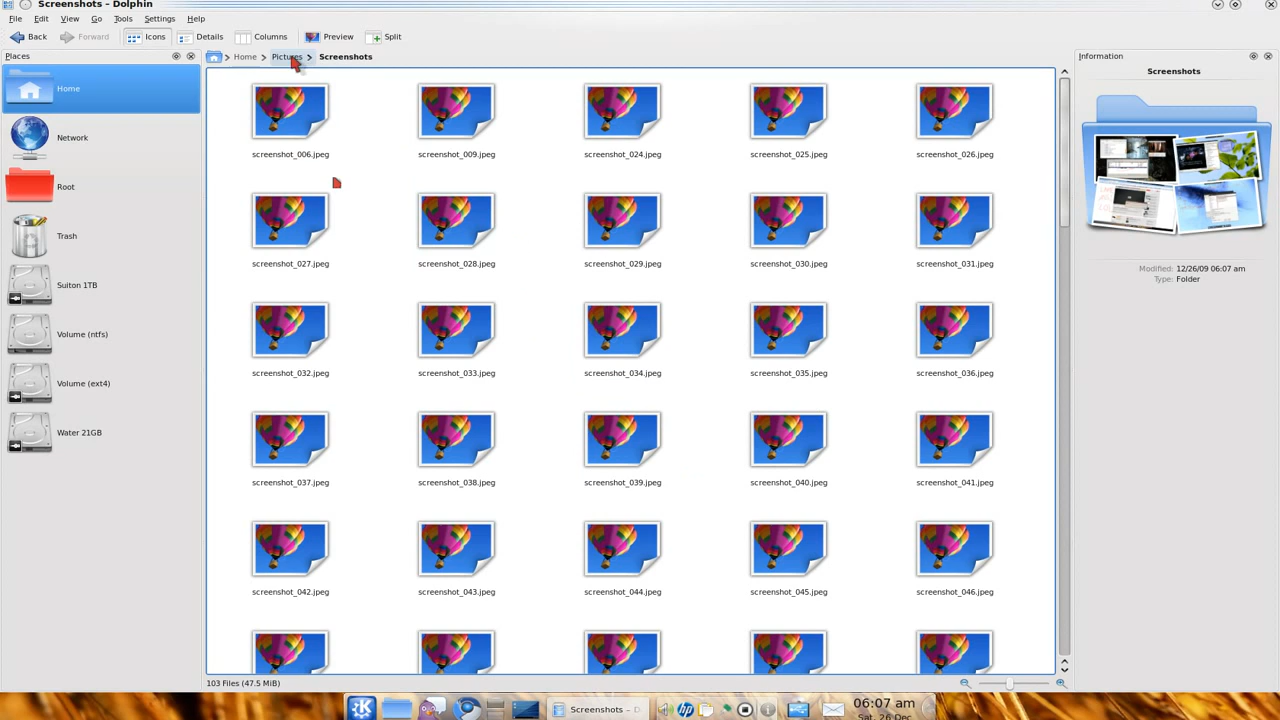 Screenshots – Dolphin
File Edit View Go Tools Settings Help
Back Forward Icons Details Columns Preview Split
Places
Home > Pictures > Screenshots
Information
Home
Network
Root
Trash
Suiton 1TB
Volume (ntfs)
Volume (ext4)
Water 21GB
screenshot_006.jpeg screenshot_009.jpeg screenshot_024.jpeg screenshot_025.jpeg screenshot_026.jpeg
screenshot_027.jpeg screenshot_028.jpeg screenshot_029.jpeg screenshot_030.jpeg screenshot_031.jpeg
screenshot_032.jpeg screenshot_033.jpeg screenshot_034.jpeg screenshot_035.jpeg screenshot_036.jpeg
screenshot_037.jpeg screenshot_038.jpeg screenshot_039.jpeg screenshot_040.jpeg screenshot_041.jpeg
screenshot_042.jpeg screenshot_043.jpeg screenshot_044.jpeg screenshot_045.jpeg screenshot_046.jpeg
Screenshots
Modified: 12/26/09 06:07 am
Type: Folder
103 Files (47.5 MiB)
Screenshots – D
hp
06:07 am
Sat, 26 Dec